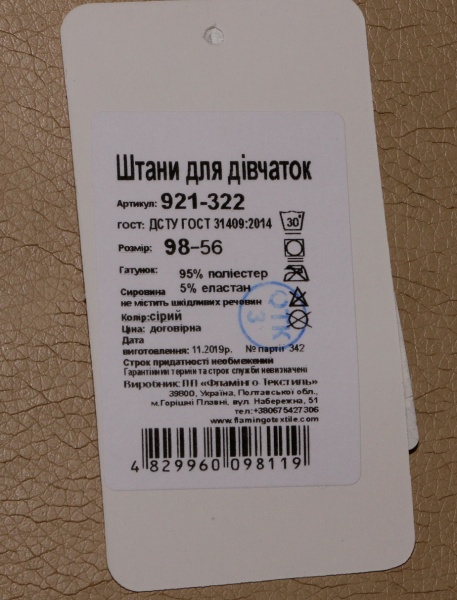 Штани для дівчаток
Артикул: 921-322
ГОСТ: ДСТУ ГОСТ 31409:2014
30°
Розмір: 98-56
Гатунок: 95% поліестер
Сировина 5% еластан
не містить шкідливих речовин
Колір:сірий
Ціна: договірна
Дата
виготовлення: 11.2019р. № партії 342
Строк придатності необмежений
Гарантійний термін та строк служби невизначені
Виробник:ПП «Фламінго Текстиль»
39800, Україна, Полтавської обл.,
м.Горішні Плавні, вул. Набережна, 51
тел:+380675427306
www.flamingotextile.com
ОТК
3
4 829960 098119